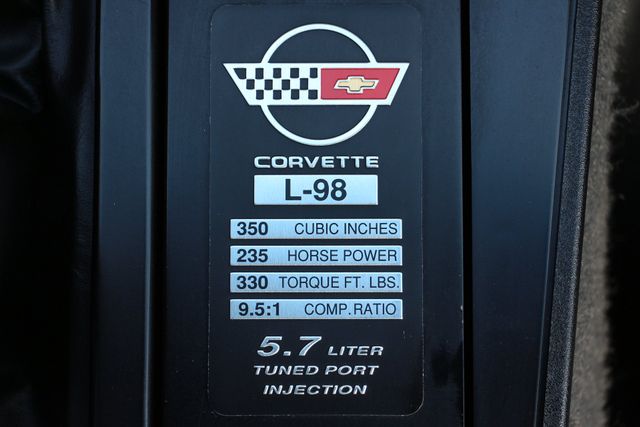 CORVETTE
L-98
350 CUBIC INCHES
235 HORSE POWER
330 TORQUE FT. LBS.
9.5:1 COMP. RATIO
5.7 LITER
TUNED PORT
INJECTION